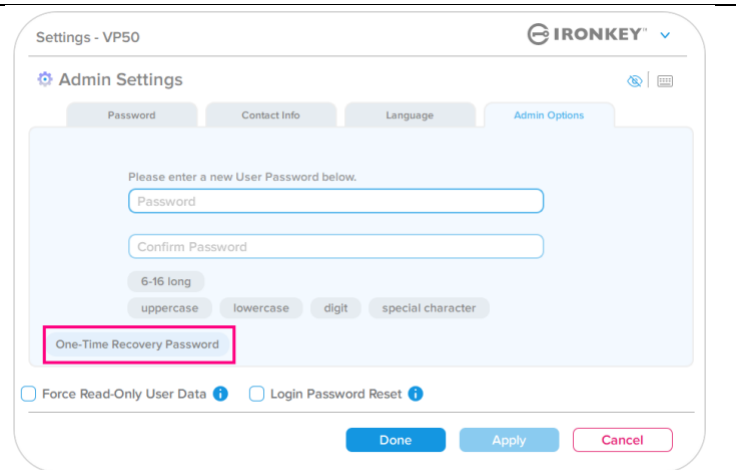 Settings - VP50
IRONKEY™
Admin Settings
Password Contact Info Language Admin Options
Please enter a new User Password below.
Password
Confirm Password
6-16 long
uppercase lowercase digit special character
One-Time Recovery Password
Force Read-Only User Data i Login Password Reset i
Done Apply Cancel